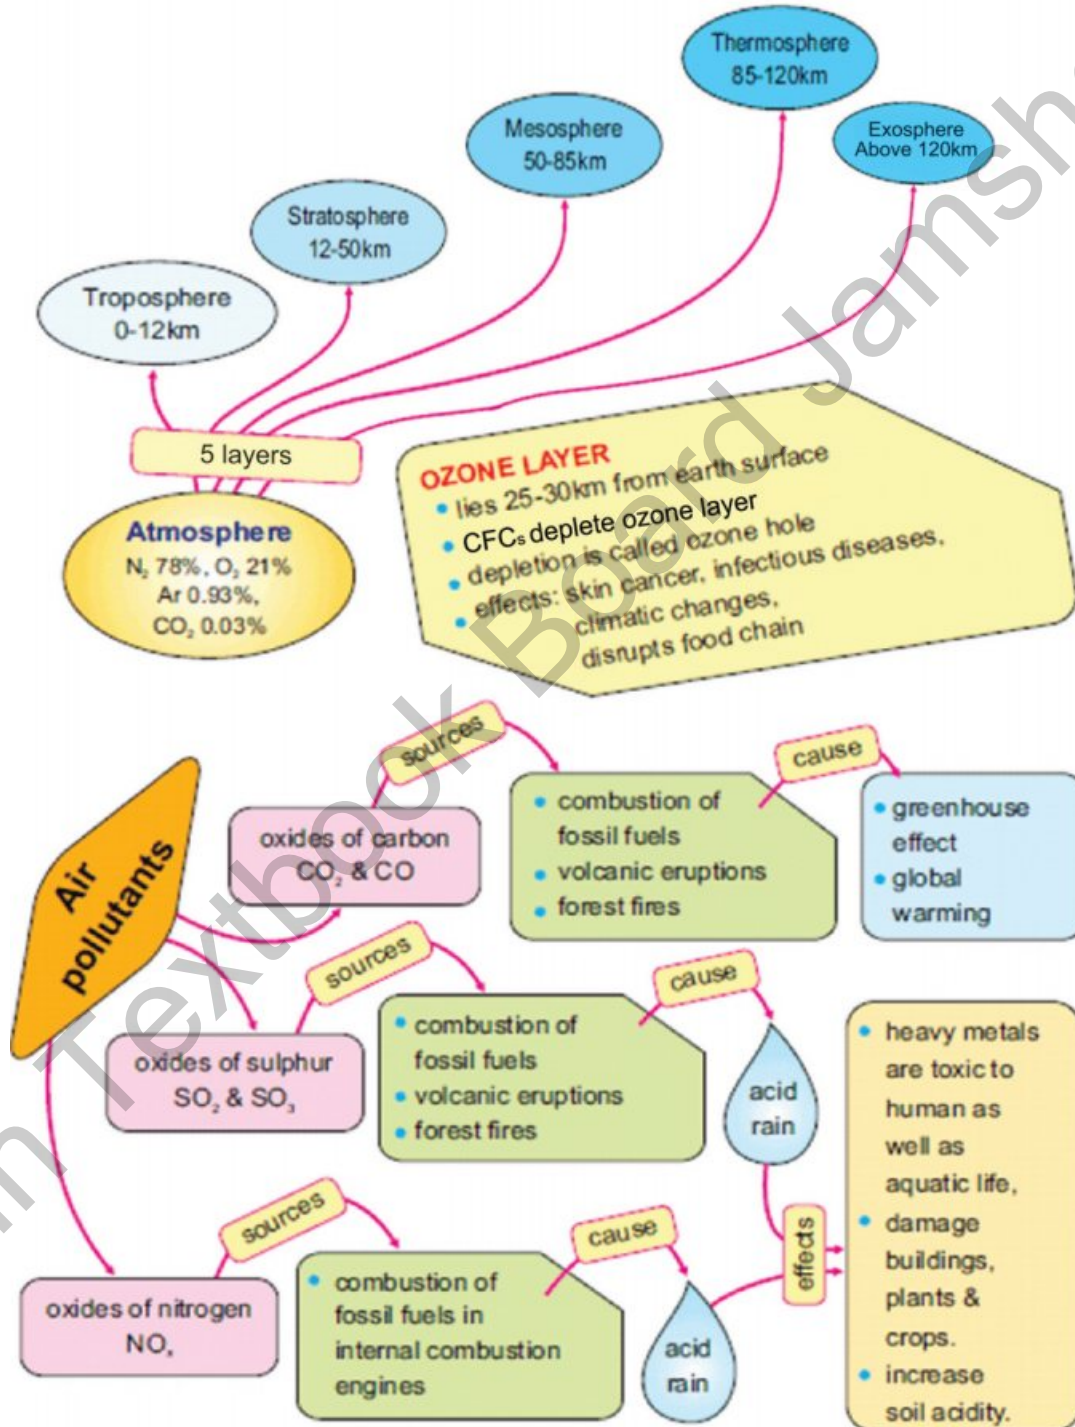 Thermosphere
85-120km
Exosphere
Above 120km
Mesosphere
50-85km
Stratosphere
12-50km
Troposphere
0-12km
5 layers
Atmosphere
N₂ 78%, O₂ 21%
Ar 0.93%,
CO₂ 0.03%
OZONE LAYER
• lies 25-30km from earth surface
• CFCs deplete ozone layer
• depletion is called ozone hole
• effects: skin cancer, infectious diseases,
climatic changes,
disrupts food chain
Air
pollutants
oxides of carbon
CO₂ & CO
sources
• combustion of
fossil fuels
• volcanic eruptions
• forest fires
cause
• greenhouse
effect
• global
warming
oxides of sulphur
SO₂ & SO₃
sources
• combustion of
fossil fuels
• volcanic eruptions
• forest fires
cause
acid
rain
oxides of nitrogen
NOₓ
sources
• combustion of
fossil fuels in
internal combustion
engines
cause
acid
rain
effects
• heavy metals
are toxic to
human as
well as
aquatic life,
• damage
buildings,
plants &
crops.
• increase
soil acidity.
Textbook Board Jamsh